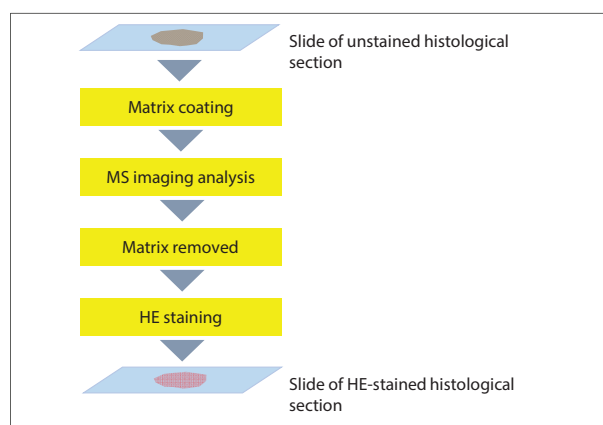 Slide of unstained histological
section
Matrix coating
MS imaging analysis
Matrix removed
HE staining
Slide of HE-stained histological
section